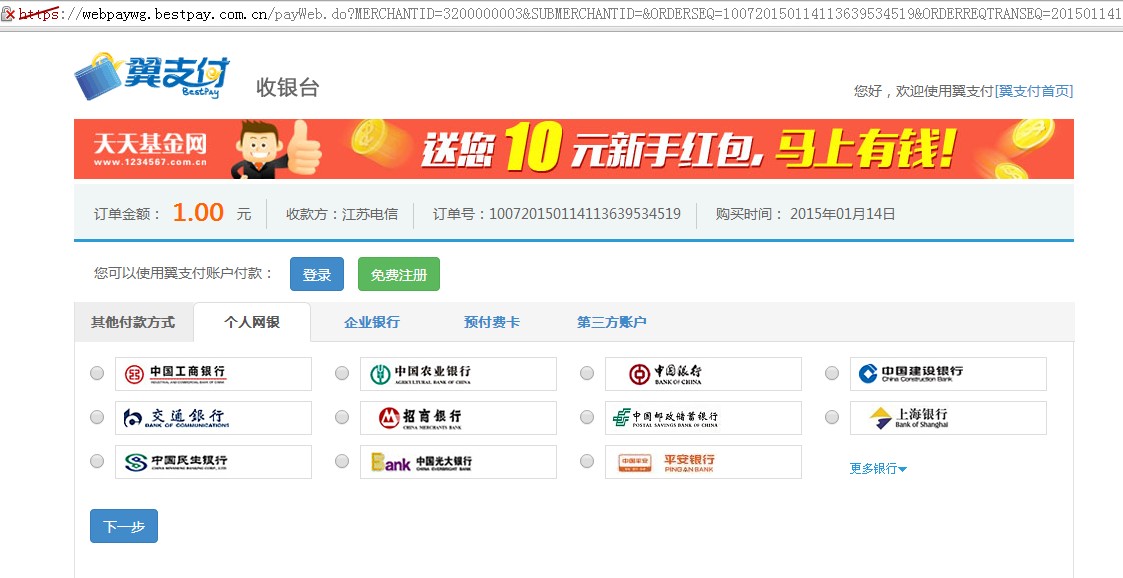 https://webpaywg.bestpay.com.cn/payWeb.do?MERCHANTID=3200000003&SUBMERCHANTID=&ORDERSEQ=100720150114113639534519&ORDERREQTRANSEQ=201501141
翼支付 BestPay 收银台
您好，欢迎使用翼支付[翼支付首页]
天天基金网
www.1234567.com.cn
送您10元新手红包,马上有钱!
订单金额： 1.00 元 收款方：江苏电信 订单号：100720150114113639534519 购买时间： 2015年01月14日
您可以使用翼支付账户付款： 登录 免费注册
其他付款方式 个人网银 企业银行 预付费卡 第三方账户
中国工商银行 INDUSTRIAL AND COMMERCIAL BANK OF CHINA
中国农业银行 AGRICULTURAL BANK OF CHINA
中国银行 BANK OF CHINA
中国建设银行 China Construction Bank
交通银行 BANK OF COMMUNICATIONS
招商银行 CHINA MERCHANTS BANK
中国邮政储蓄银行 POSTAL SAVINGS BANK OF CHINA
上海银行 Bank of Shanghai
中国民生银行 CHINA MINSHENG BANKING CORP., LTD.
Bank 中国光大银行 CHINA EVERBRIGHT BANK
中国平安 平安银行 PING AN BANK
更多银行
下一步